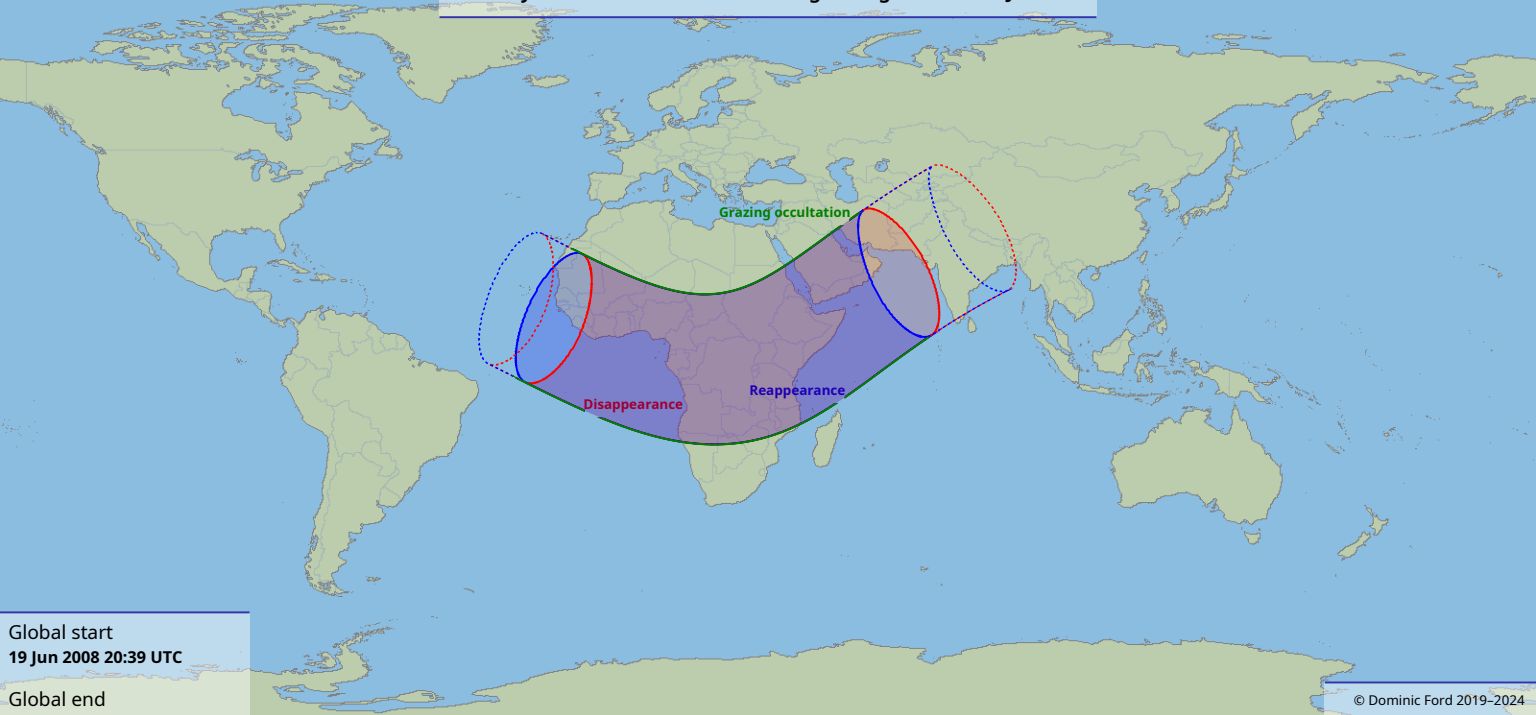 Grazing occultation
Reappearance
Disappearance
Global start
19 Jun 2008 20:39 UTC
Global end
© Dominic Ford 2019–2024